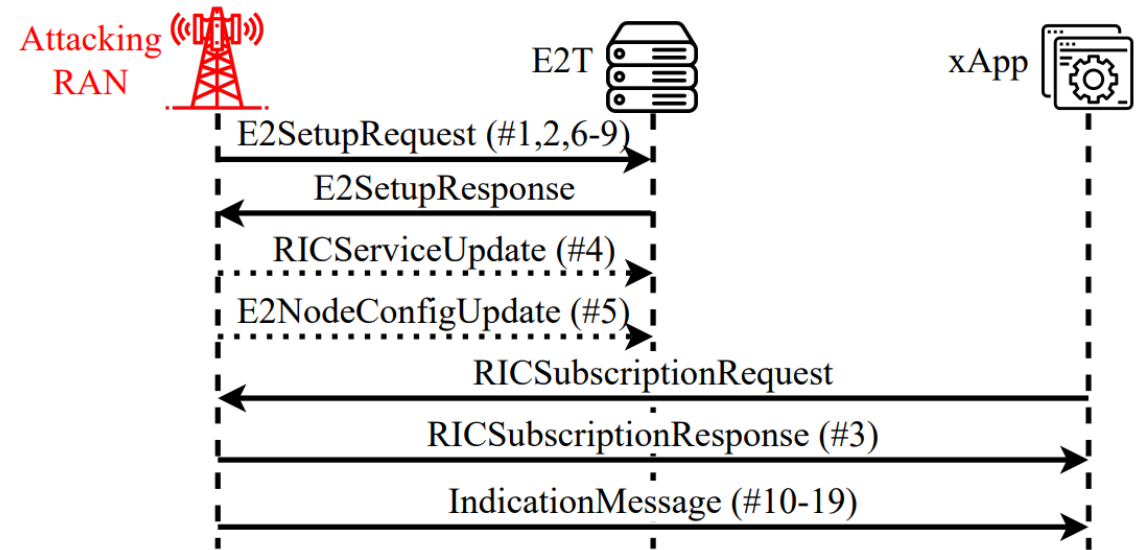 Attacking
RAN
E2T
xApp
E2SetupRequest (#1,2,6-9)
E2SetupResponse
RICServiceUpdate (#4)
E2NodeConfigUpdate (#5)
RICSubscriptionRequest
RICSubscriptionResponse (#3)
IndicationMessage (#10-19)